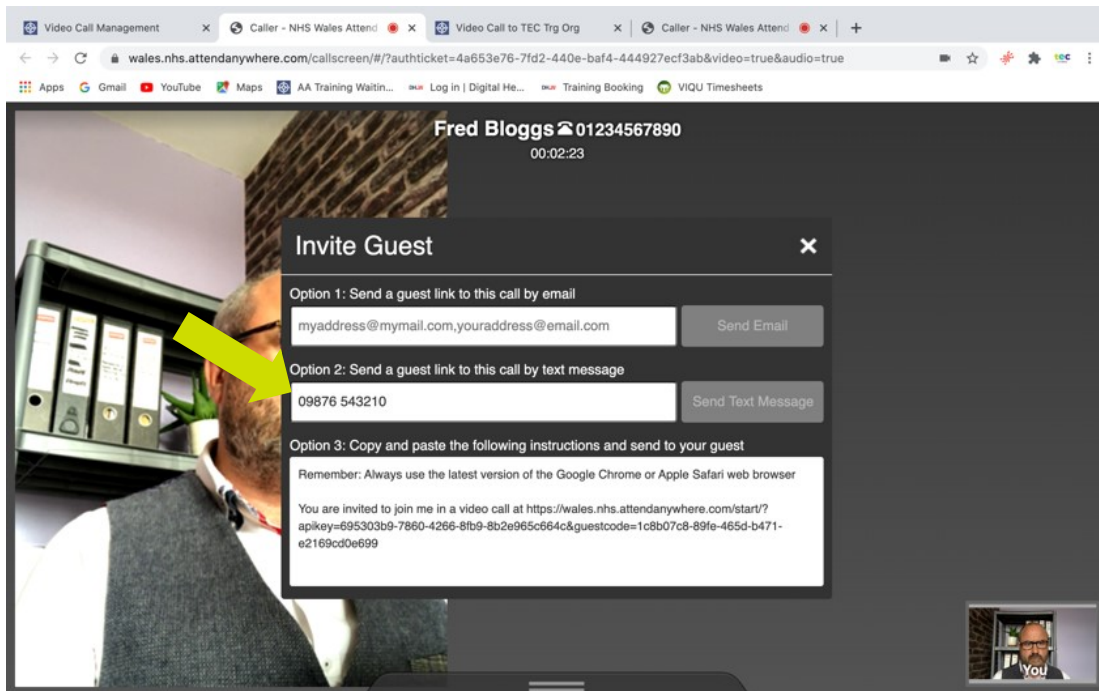 Video Call Management
Caller - NHS Wales Attend
Video Call to TEC Trg Org
Caller - NHS Wales Attend
wales.nhs.attendanywhere.com/callscreen/#/?authticket=4a653e76-7fd2-440e-baf4-444927ecf3ab&video=true&audio=true
tec
Apps Gmail YouTube Maps AA Training Waitin... Log in | Digital He... Training Booking VIQU Timesheets
Fred Bloggs 01234567890
00:02:23
Invite Guest
Option 1: Send a guest link to this call by email
myaddress@mymail.com,youraddress@email.com Send Email
Option 2: Send a guest link to this call by text message
09876 543210 Send Text Message
Option 3: Copy and paste the following instructions and send to your guest
Remember: Always use the latest version of the Google Chrome or Apple Safari web browser
You are invited to join me in a video call at https://wales.nhs.attendanywhere.com/start/?
apikey=695303b9-7860-4266-8fb9-8b2e965c664c&guestcode=1c8b07c8-89fe-465d-b471-
e2169cd0e699
You